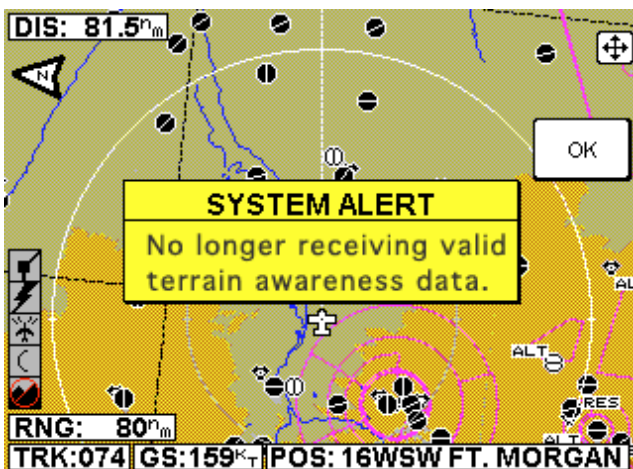 DIS: 81.5nm
N
OK
SYSTEM ALERT
No longer receiving valid
terrain awareness data.
AL
ALT
RES
ALT
RNG: 80nm
TRK:074 GS:159KT POS: 16WSW FT. MORGAN